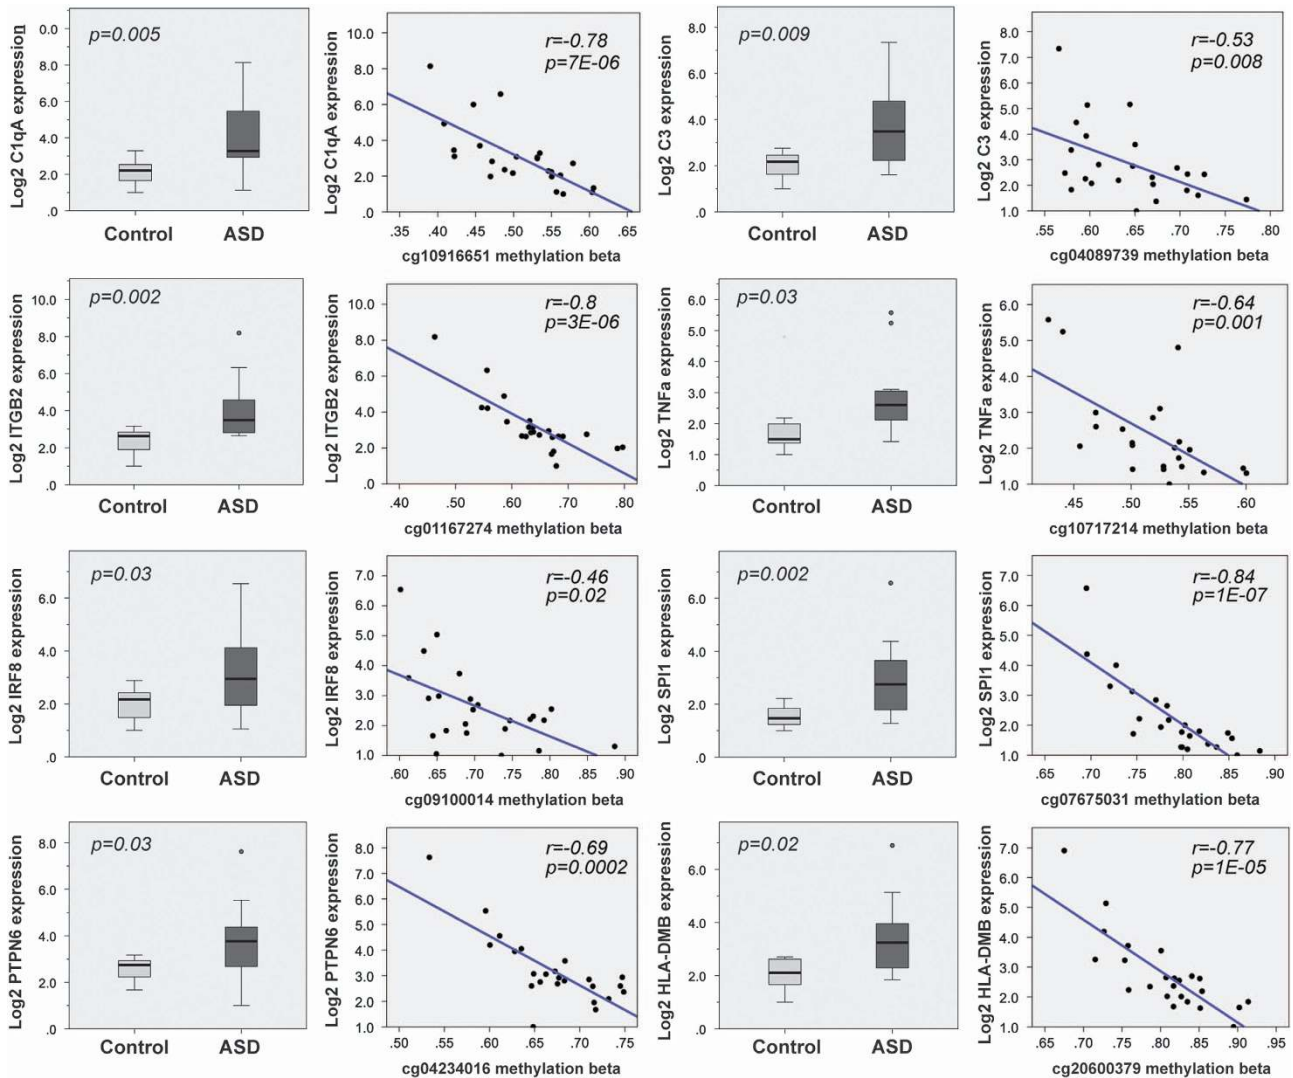 Log2 C1qA expression
0.0
8.0
6.0
4.0
2.0
.0
p=0.005
Control ASD
Log2 C1qA expression
10.0
8.0
6.0
4.0
2.0
.0
r=-0.78
p=7E-06
.35 .40 .45 .50 .55 .60 .65
cg10916651 methylation beta
Log2 C3 expression
8.0
6.0
4.0
2.0
.0
p=0.009
Control ASD
Log2 C3 expression
8.0
7.0
6.0
5.0
4.0
3.0
2.0
1.0
r=-0.53
p=0.008
.55 .60 .65 .70 .75 .80
cg04089739 methylation beta
Log2 ITGB2 expression
10.0
8.0
6.0
4.0
2.0
.0
p=0.002
Control ASD
Log2 ITGB2 expression
10.0
8.0
6.0
4.0
2.0
.0
r=-0.8
p=3E-06
.40 .50 .60 .70 .80
cg01167274 methylation beta
Log2 TNFa expression
6.0
5.0
4.0
3.0
2.0
1.0
.0
p=0.03
Control ASD
Log2 TNFa expression
6.0
5.0
4.0
3.0
2.0
1.0
r=-0.64
p=0.001
.45 .50 .55 .60
cg10717214 methylation beta
Log2 IRF8 expression
6.0
4.0
2.0
.0
p=0.03
Control ASD
Log2 IRF8 expression
7.0
6.0
5.0
4.0
3.0
2.0
1.0
r=-0.46
p=0.02
.60 .65 .70 .75 .80 .85 .90
cg09100014 methylation beta
Log2 SPI1 expression
6.0
4.0
2.0
.0
p=0.002
Control ASD
Log2 SPI1 expression
7.0
6.0
5.0
4.0
3.0
2.0
1.0
r=-0.84
p=1E-07
.65 .70 .75 .80 .85 .90
cg07675031 methylation beta
Log2 PTPN6 expression
8.0
6.0
4.0
2.0
.0
p=0.03
Control ASD
Log2 PTPN6 expression
8.0
7.0
6.0
5.0
4.0
3.0
2.0
1.0
r=-0.69
p=0.0002
.50 .55 .60 .65 .70 .75
cg04234016 methylation beta
Log2 HLA-DMB expression
6.0
4.0
2.0
.0
p=0.02
Control ASD
Log2 HLA-DMB expression
7.0
6.0
5.0
4.0
3.0
2.0
1.0
r=-0.77
p=1E-05
.65 .70 .75 .80 .85 .90 .95
cg20600379 methylation beta